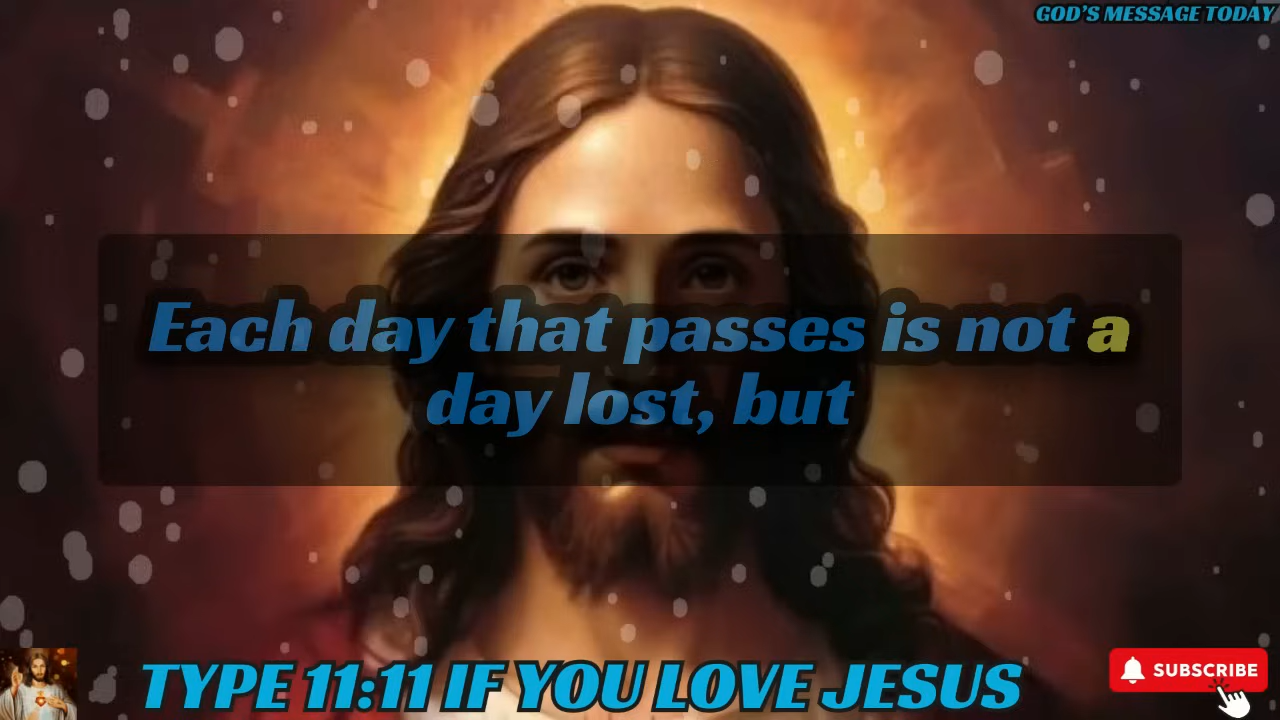 GOD'S MESSAGE TODAY
Each day that passes is not a
day lost, but
TYPE 11:11 IF YOU LOVE JESUS
SUBSCRIBE